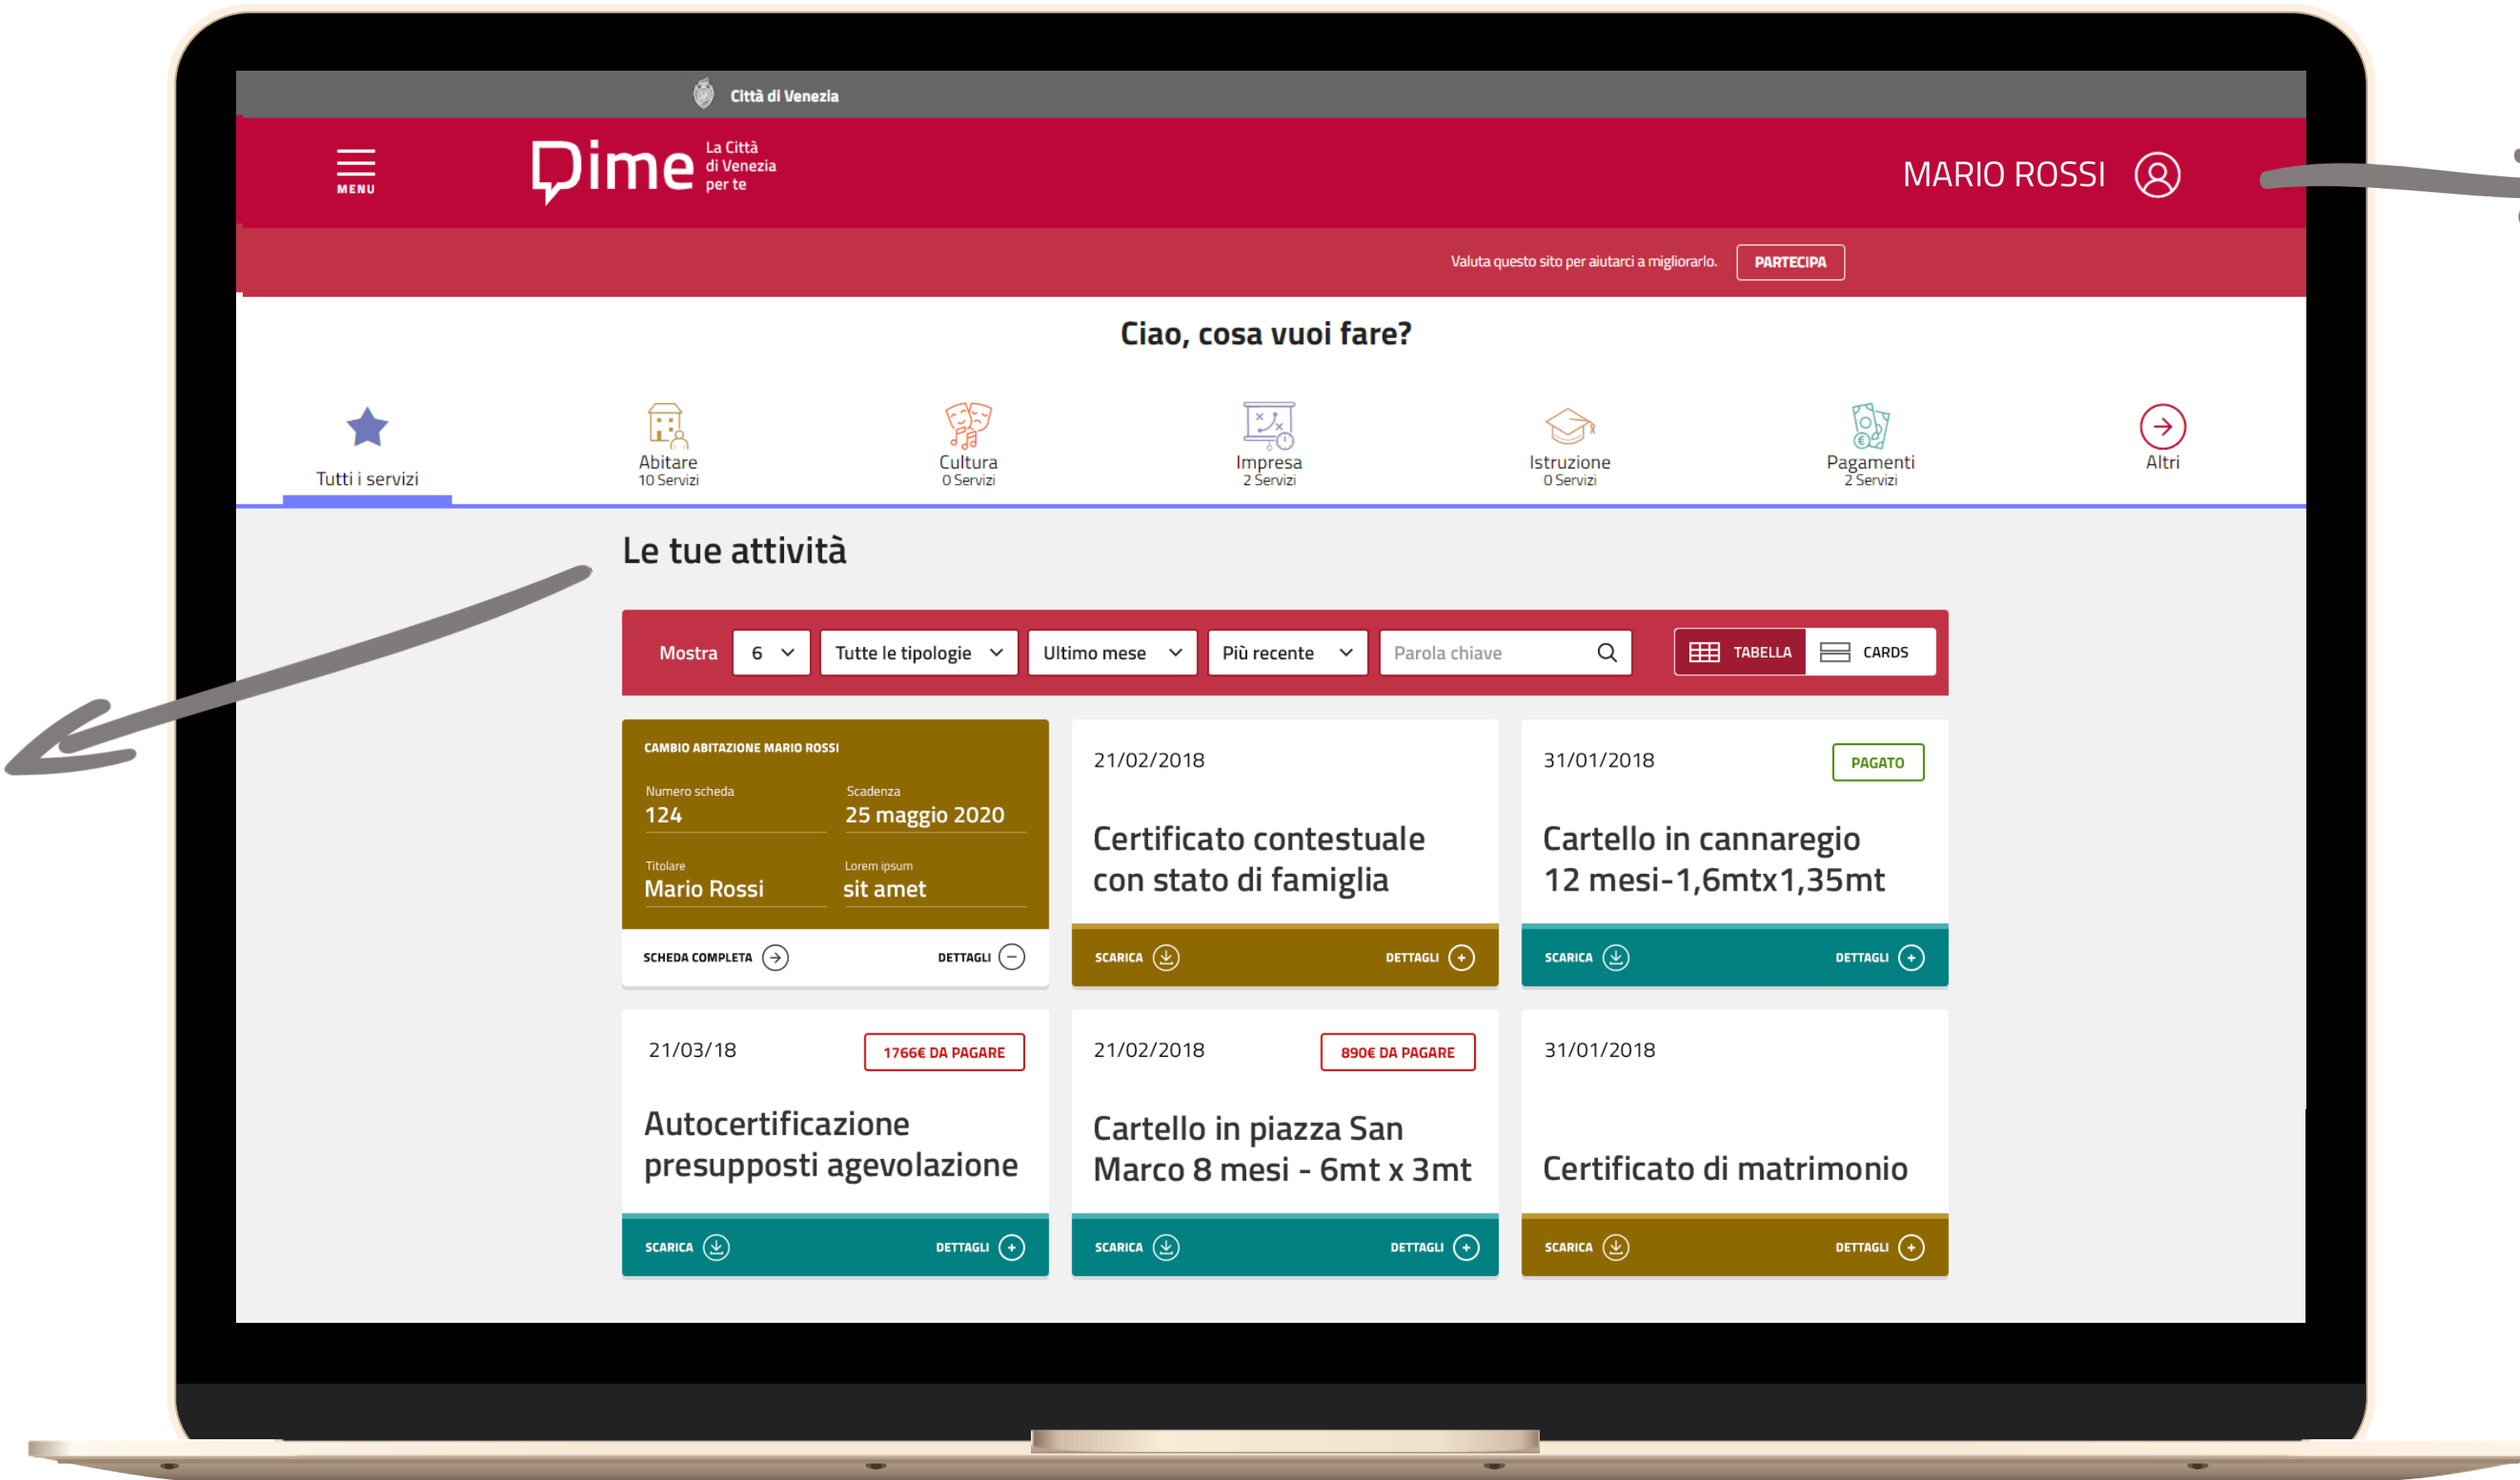 Città di Venezia
MENU
Dime
La Città
di Venezia
per te
MARIO ROSSI
Valuta questo sito per aiutarci a migliorarlo.
PARTECIPA
Ciao, cosa vuoi fare?
Tutti i servizi
Abitare
10 Servizi
Cultura
0 Servizi
Impresa
2 Servizi
Istruzione
0 Servizi
Pagamenti
2 Servizi
Altri
Le tue attività
Mostra
6
Tutte le tipologie
Ultimo mese
Più recente
Parola chiave
TABELLA
CARDS
CAMBIO ABITAZIONE MARIO ROSSI
Numero scheda
124
Scadenza
25 maggio 2020
Titolare
Mario Rossi
Lorem ipsum
sit amet
SCHEDA COMPLETA
DETTAGLI
21/02/2018
Certificato contestuale
con stato di famiglia
SCARICA
DETTAGLI
31/01/2018
PAGATO
Cartello in cannaregio
12 mesi-1,6mtx1,35mt
SCARICA
DETTAGLI
21/03/18
1766€ DA PAGARE
Autocertificazione
presupposti agevolazione
SCARICA
DETTAGLI
21/02/2018
890€ DA PAGARE
Cartello in piazza San
Marco 8 mesi - 6mt x 3mt
SCARICA
DETTAGLI
31/01/2018
Certificato di matrimonio
SCARICA
DETTAGLI